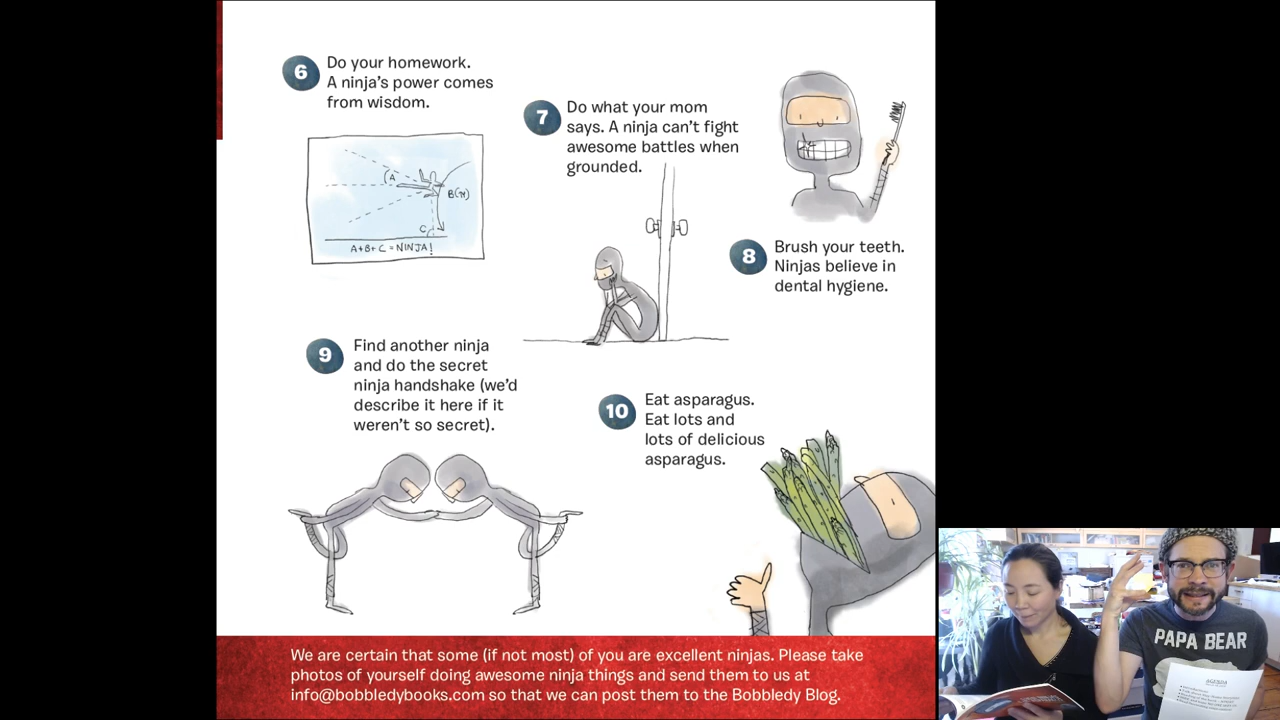 6
Do your homework.
A ninja's power comes
from wisdom.
(A
B(π)
C
A+B+C = NINJA!
7
Do what your mom
says. A ninja can't fight
awesome battles when
grounded.
8
Brush your teeth.
Ninjas believe in
dental hygiene.
9
Find another ninja
and do the secret
ninja handshake (we'd
describe it here if it
weren't so secret).
10
Eat asparagus.
Eat lots and
lots of delicious
asparagus.
We are certain that some (if not most) of you are excellent ninjas. Please take
photos of yourself doing awesome ninja things and send them to us at
info@bobbledybooks.com so that we can post them to the Bobbledy Blog.
PAPA BEAR
AGENDA